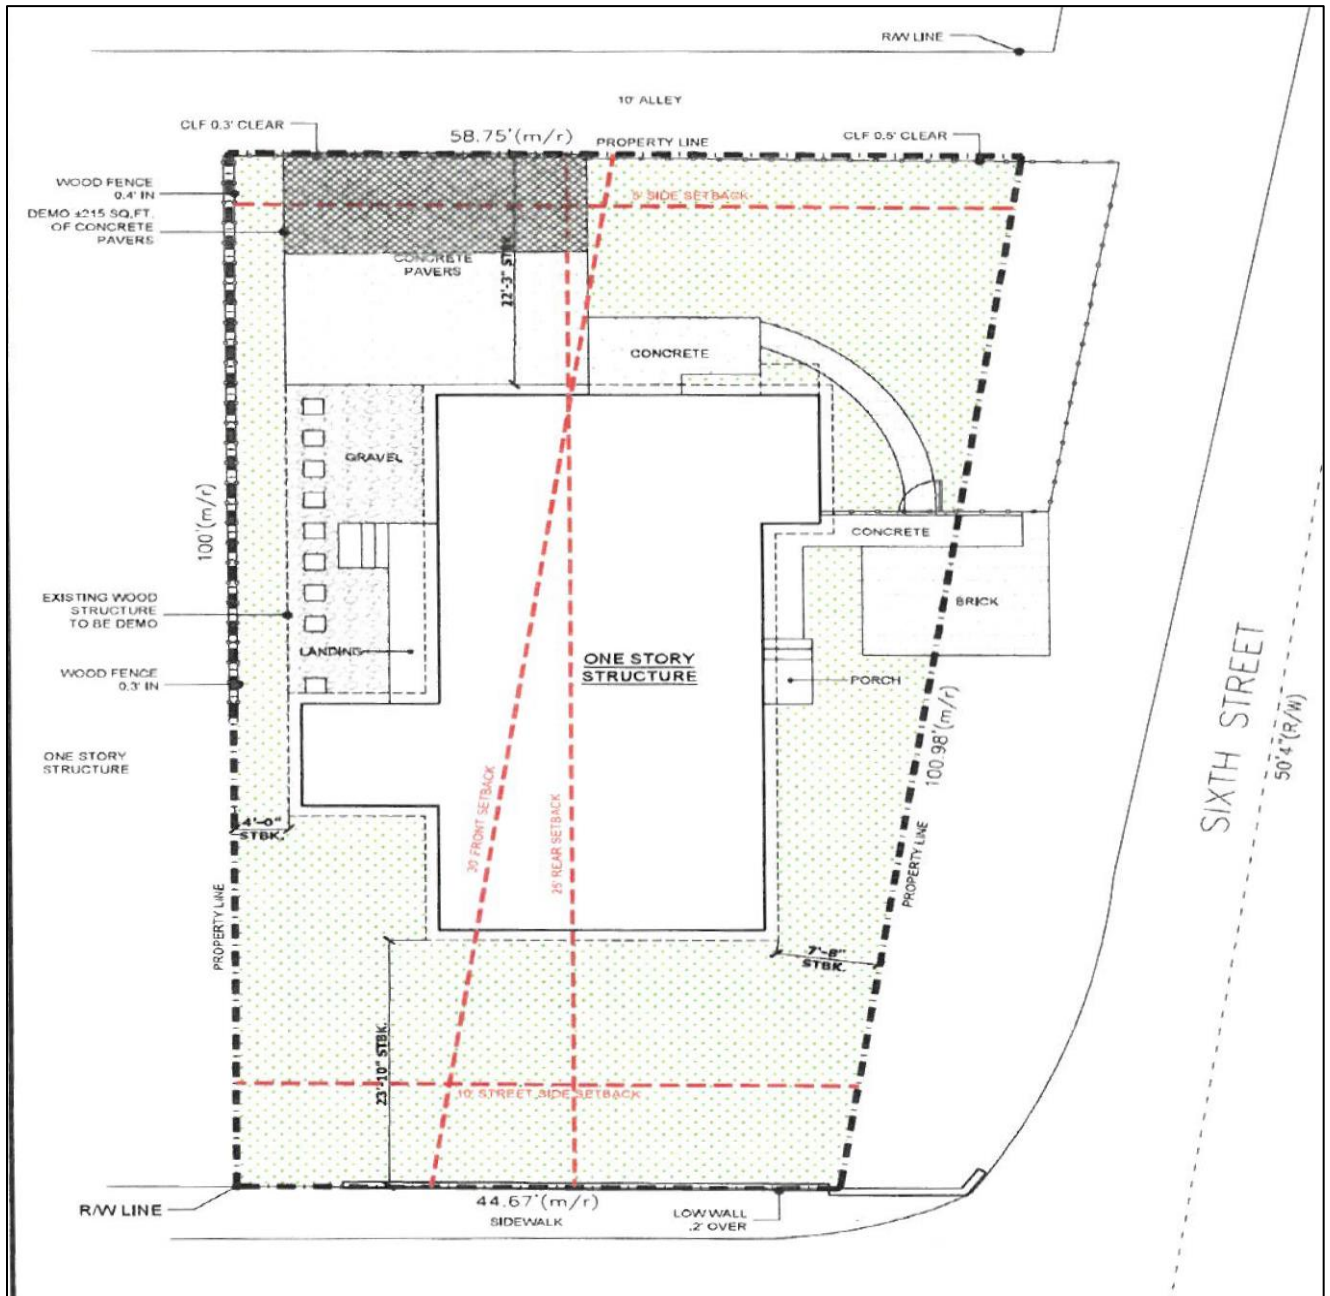 R/W LINE
10' ALLEY
CLF 0.3' CLEAR
58.75'(m/r)
PROPERTY LINE
CLF 0.5' CLEAR
WOOD FENCE
0.4' IN
DEMO ±215 SQ.FT.
OF CONCRETE
PAVERS
5' SIDE SETBACK
CONCRETE
PAVERS
22'-3" STBK.
CONCRETE
GRAVEL
100'(m/r)
CONCRETE
EXISTING WOOD
STRUCTURE
TO BE DEMO
BRICK
LANDING
ONE STORY
STRUCTURE
WOOD FENCE
0.3' IN
PORCH
100.98'(m/r)
SIXTH STREET
50'4"(R/W)
ONE STORY
STRUCTURE
4'-0"
STBK.
30' FRONT SETBACK
25' REAR SETBACK
PROPERTY LINE
PROPERTY LINE
7'-8"
STBK.
23'-10" STBK.
10' STREET SIDE SETBACK
R/W LINE
44.67'(m/r)
SIDEWALK
LOW WALL
.2' OVER